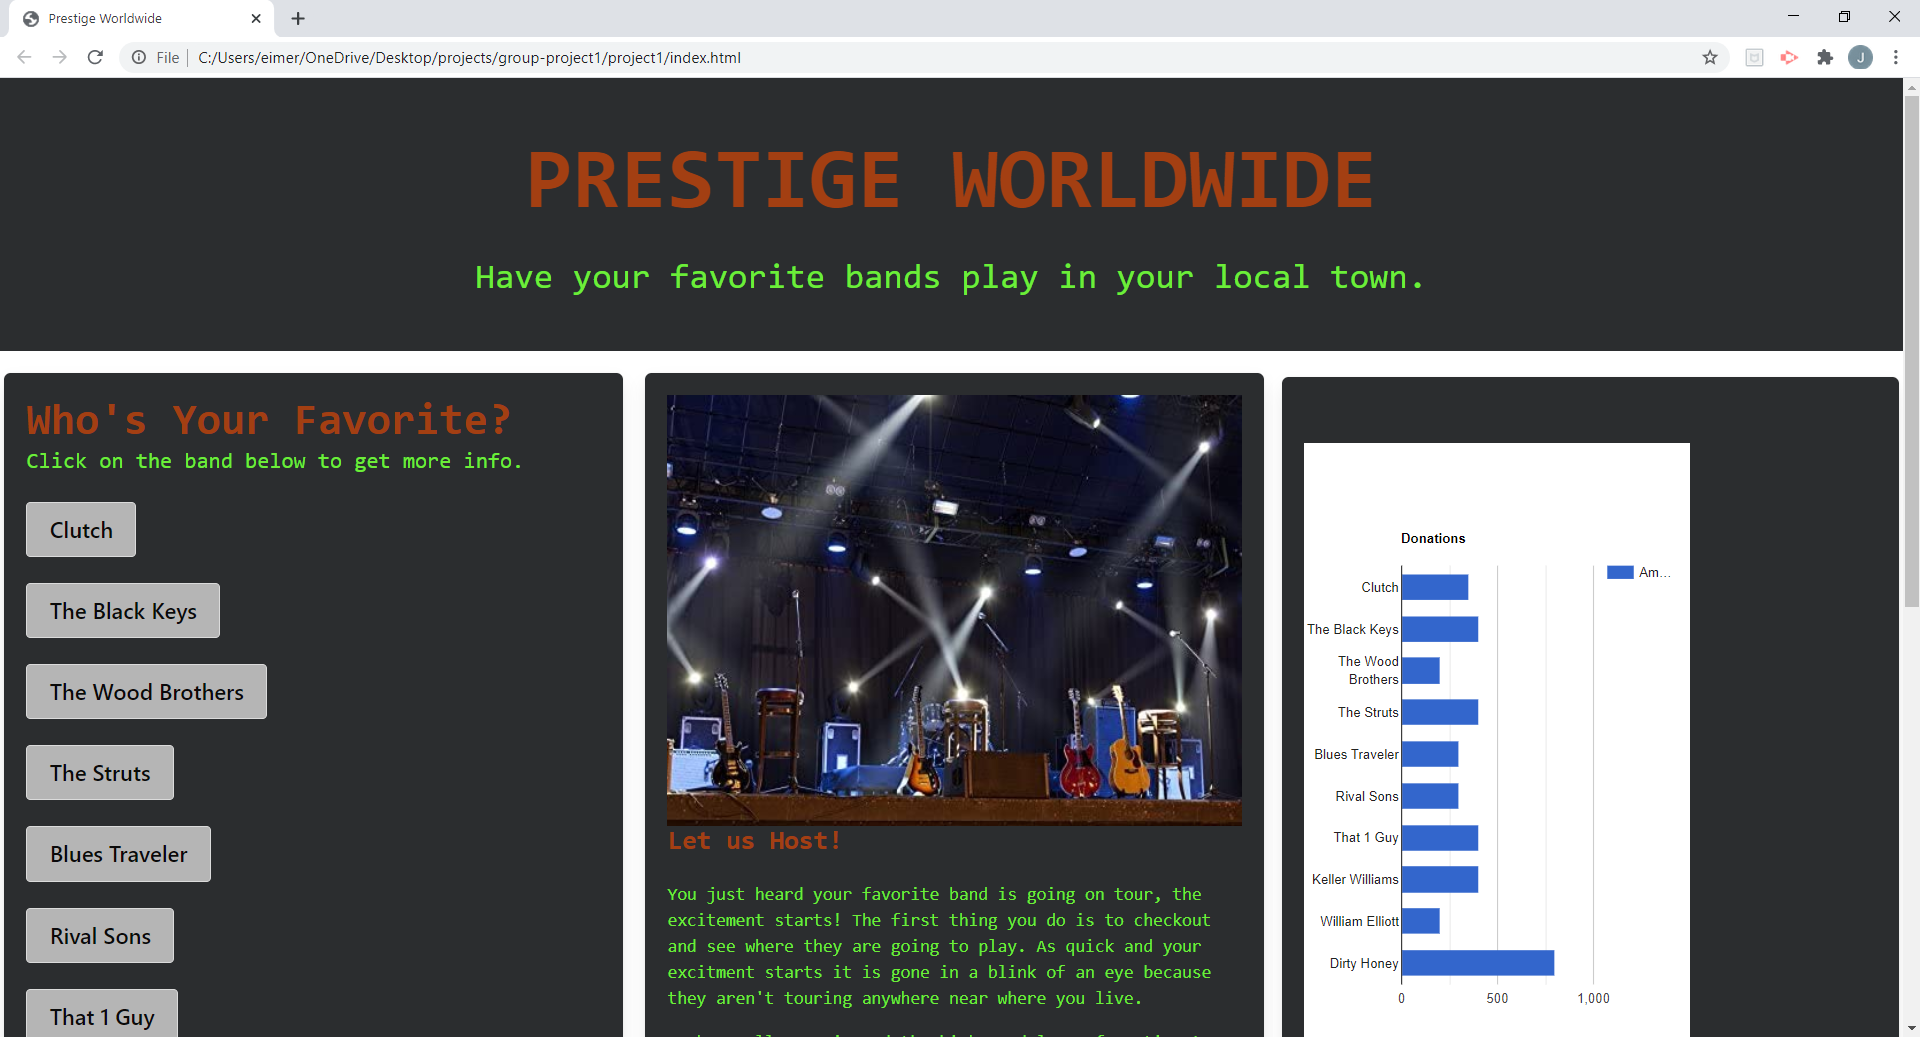 Prestige Worldwide
File
C:/Users/eimer/OneDrive/Desktop/projects/group-project1/project1/index.html
J
PRESTIGE WORLDWIDE
Have your favorite bands play in your local town.
Who's Your Favorite?
Click on the band below to get more info.
Clutch
The Black Keys
The Wood Brothers
The Struts
Blues Traveler
Rival Sons
That 1 Guy
Let us Host!
You just heard your favorite band is going on tour, the
excitement starts! The first thing you do is to checkout
and see where they are going to play. As quick and your
excitment starts it is gone in a blink of an eye because
they aren't touring anywhere near where you live.
Donations
Am...
Clutch
The Black Keys
The Wood
Brothers
The Struts
Blues Traveler
Rival Sons
That 1 Guy
Keller Williams
William Elliott
Dirty Honey
0
500
1,000